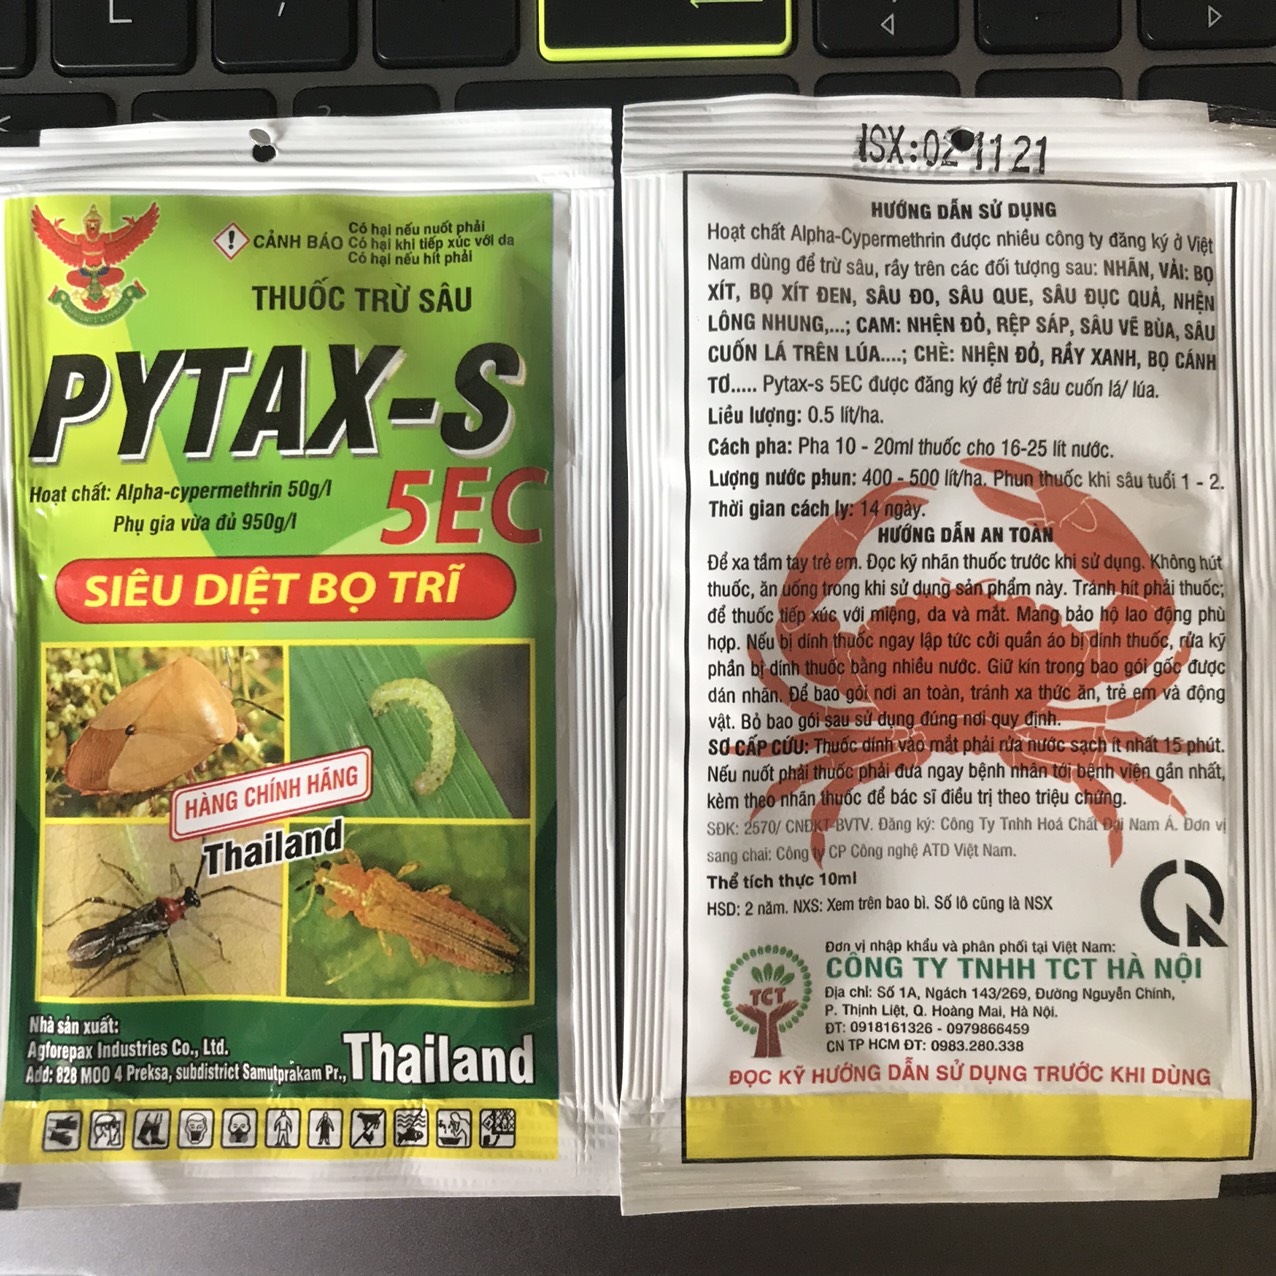 CẢNH BÁO
Có hại nếu nuốt phải
Có hại khi tiếp xúc với da
Có hại nếu hít phải
THUỐC TRỪ SÂU
PYTAX-S
5EC
Hoạt chất: Alpha-cypermethrin 50g/l
Phụ gia vừa đủ 950g/l
SIÊU DIỆT BỌ TRĨ
HÀNG CHÍNH HÃNG
Thailand
Nhà sản xuất:
Agforepax Industries Co., Ltd.
Add: 828 MOO 4 Preksa, subdistrict Samutprakam Pr., Thailand
HƯỚNG DẪN SỬ DỤNG
Hoạt chất Alpha-Cypermethrin được nhiều công ty đăng ký ở Việt
Nam dùng để trừ sâu, rầy trên các đối tượng sau: NHÃN, VẢI: BỌ
XÍT, BỌ XÍT ĐEN, SÂU ĐO, SÂU QUE, SÂU ĐỤC QUẢ, NHỆN
LÔNG NHUNG,...; CAM: NHỆN ĐỎ, RỆP SÁP, SÂU VẼ BÙA, SÂU
CUỐN LÁ TRÊN LÚA....; CHÈ: NHỆN ĐỎ, RẦY XANH, BỌ CÁNH
TƠ..... Pytax-s 5EC được đăng ký để trừ sâu cuốn lá/ lúa.
Liều lượng: 0.5 lít/ha.
Cách pha: Pha 10 - 20ml thuốc cho 16-25 lít nước.
Lượng nước phun: 400 - 500 lít/ha. Phun thuốc khi sâu tuổi 1 - 2.
Thời gian cách ly: 14 ngày.
HƯỚNG DẪN AN TOÀN
Để xa tầm tay trẻ em. Đọc kỹ nhãn thuốc trước khi sử dụng. Không hút
thuốc, ăn uống trong khi sử dụng sản phẩm này. Tránh hít phải thuốc;
để thuốc tiếp xúc với miệng, da và mắt. Mang bảo hộ lao động phù
hợp. Nếu bị dính thuốc ngay lập tức cởi quần áo bị dính thuốc, rửa kỹ
phần bị dính thuốc bằng nhiều nước. Giữ kín trong bao gói gốc được
dán nhãn. Để bao gói nơi an toàn, tránh xa thức ăn, trẻ em và động
vật. Bỏ bao gói sau sử dụng đúng nơi quy định.
SƠ CẤP CỨU: Thuốc dính vào mắt phải rửa nước sạch ít nhất 15 phút.
Nếu nuốt phải thuốc phải đưa ngay bệnh nhân tới bệnh viện gần nhất,
kèm theo nhãn thuốc để bác sĩ điều trị theo triệu chứng.
SĐK: 2570/ CNĐKT-BVTV. Đăng ký: Công Ty Tnhh Hoá Chất Đại Nam Á. Đơn vị
sang chai: Công ty CP Công nghệ ATD Việt Nam.
Thể tích thực 10ml
HSD: 2 năm. NXS: Xem trên bao bì. Số lô cũng là NSX
TCT
Đơn vị nhập khẩu và phân phối tại Việt Nam:
CÔNG TY TNHH TCT HÀ NỘI
Địa chỉ: Số 1A, Ngách 143/269, Đường Nguyễn Chính,
P. Thịnh Liệt, Q. Hoàng Mai, Hà Nội.
ĐT: 0918161326 - 0979866459
CN TP HCM ĐT: 0983.280.338
ĐỌC KỸ HƯỚNG DẪN SỬ DỤNG TRƯỚC KHI DÙNG